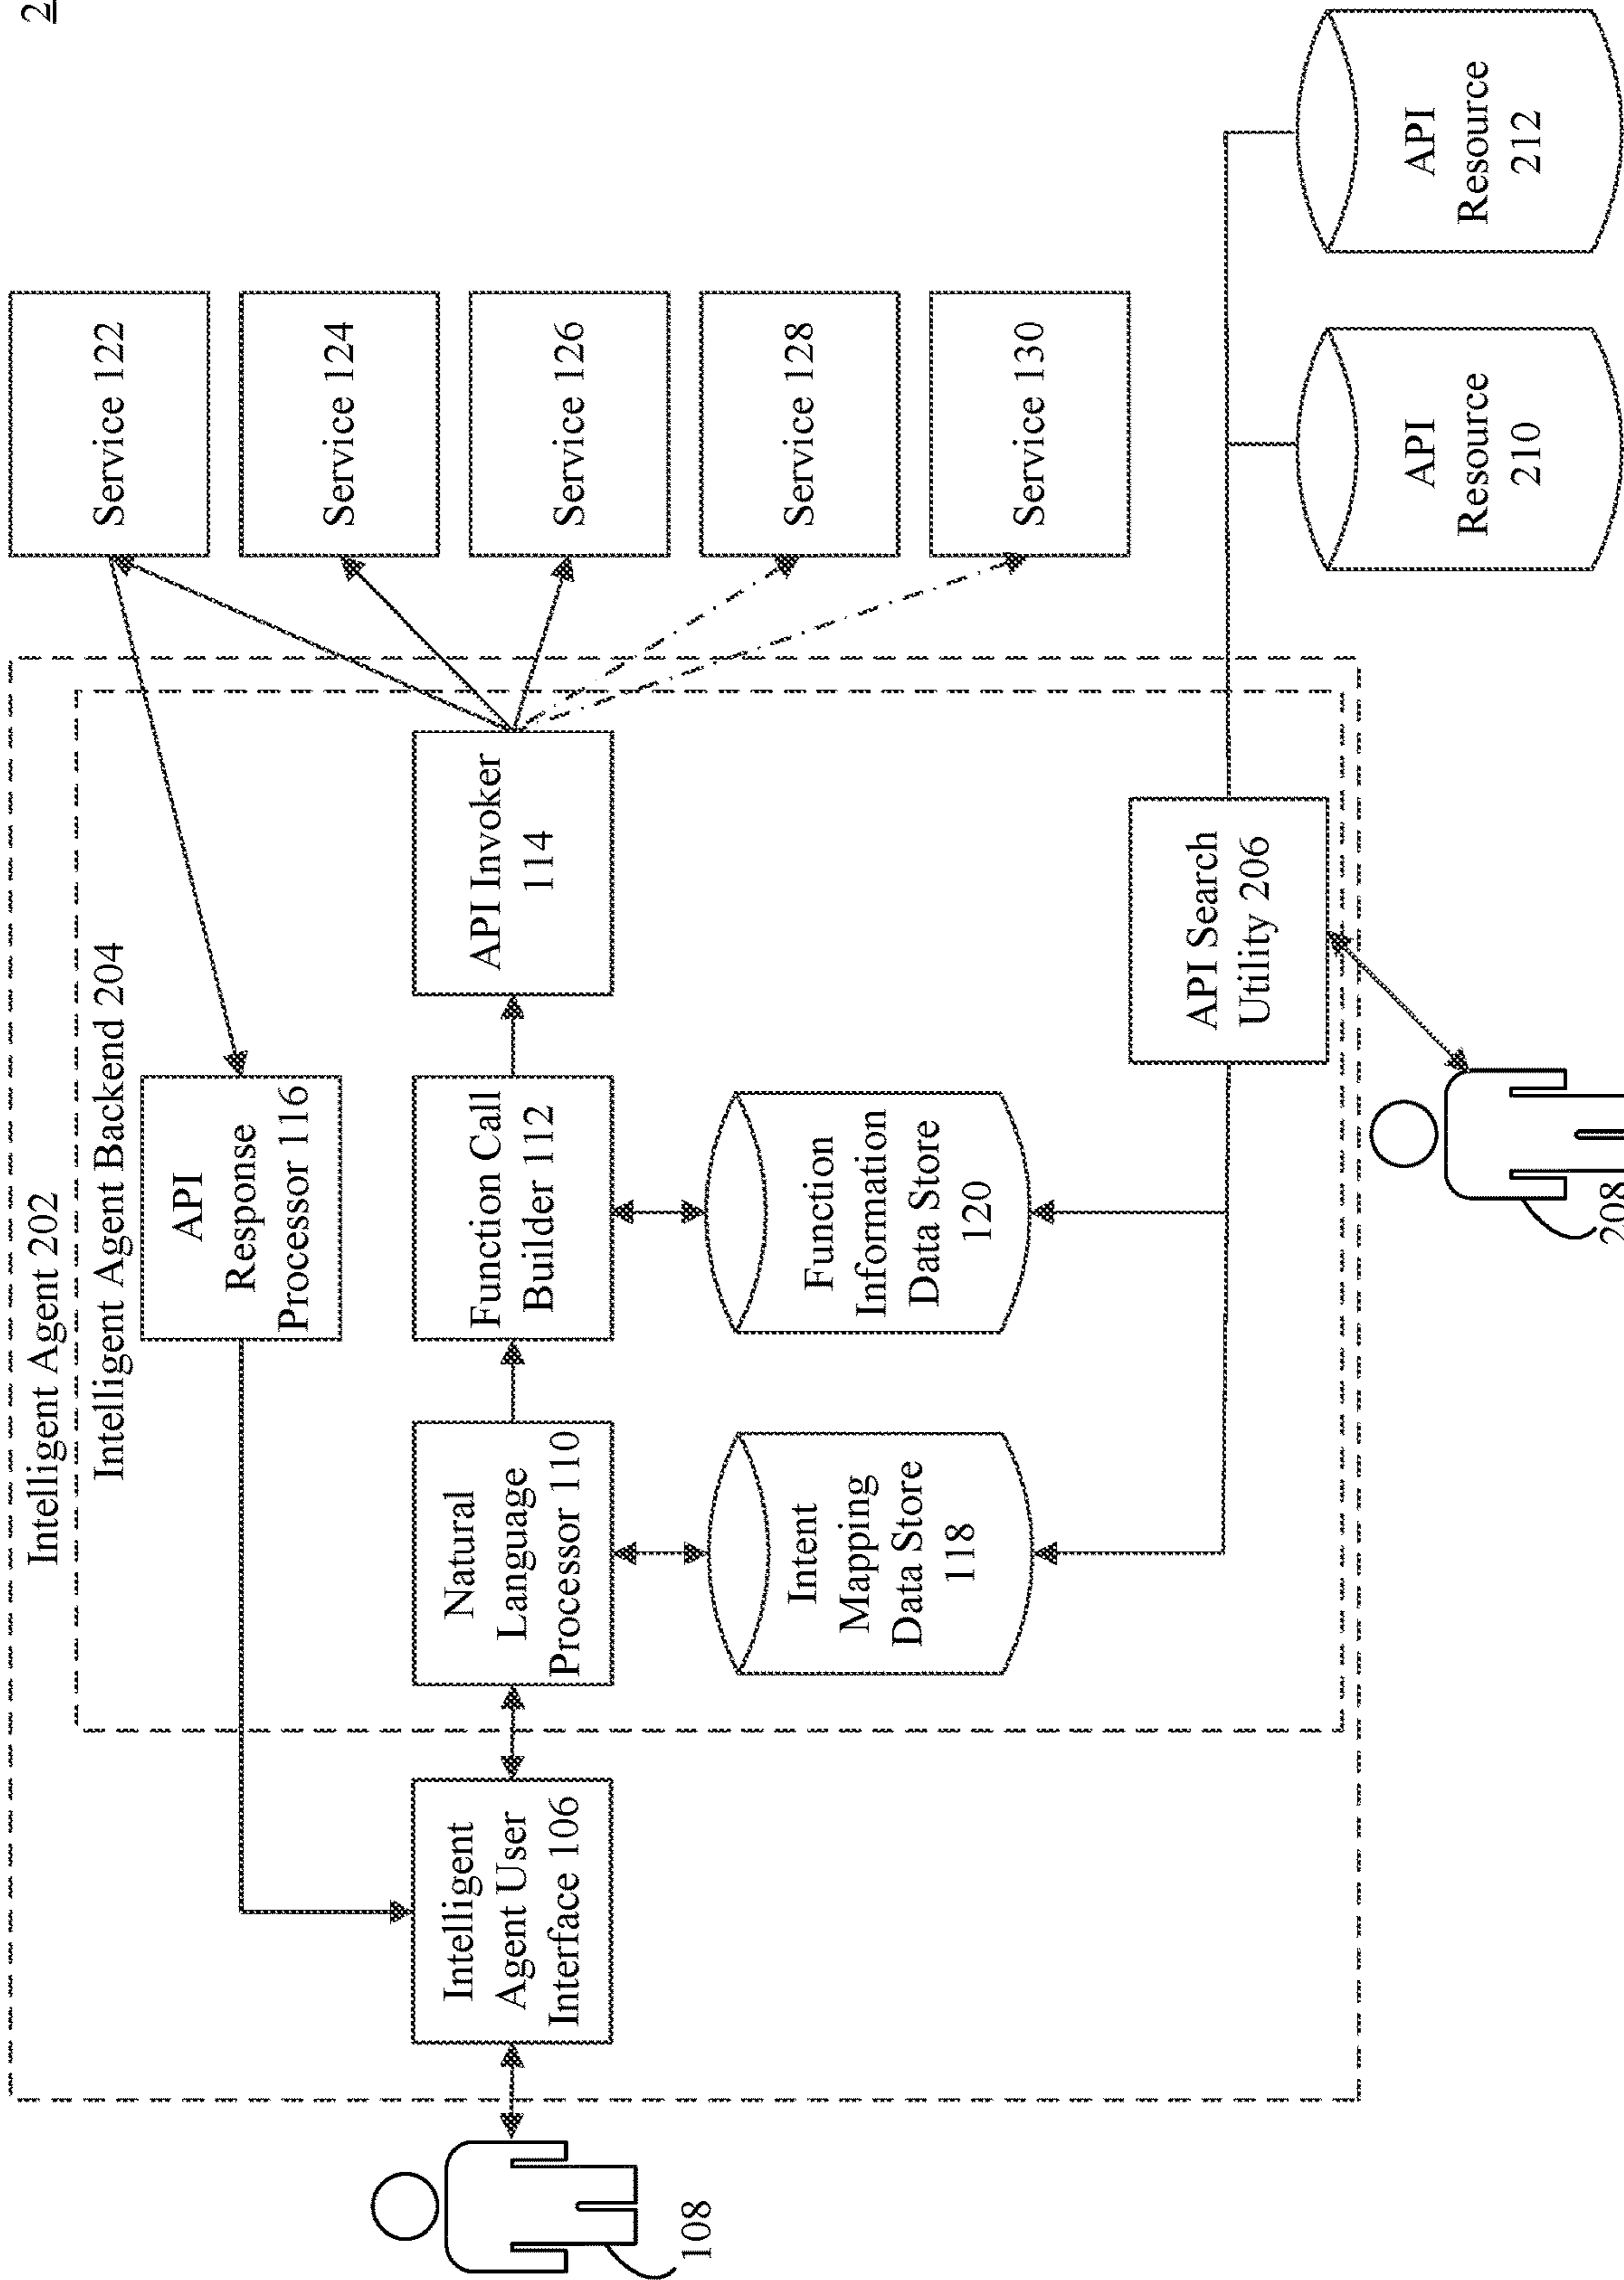 2
Intelligent Agent 202
Intelligent Agent Backend 204
API
Response
Processor 116
Service 122
Service 124
Service 126
Service 128
Service 130
Intelligent
Agent User
Interface 106
Natural
Language
Processor 110
Function Call
Builder 112
API Invoker
114
108
Intent
Mapping
Data Store
118
Function
Information
Data Store
120
API Search
Utility 206
208
API
Resource
210
API
Resource
212